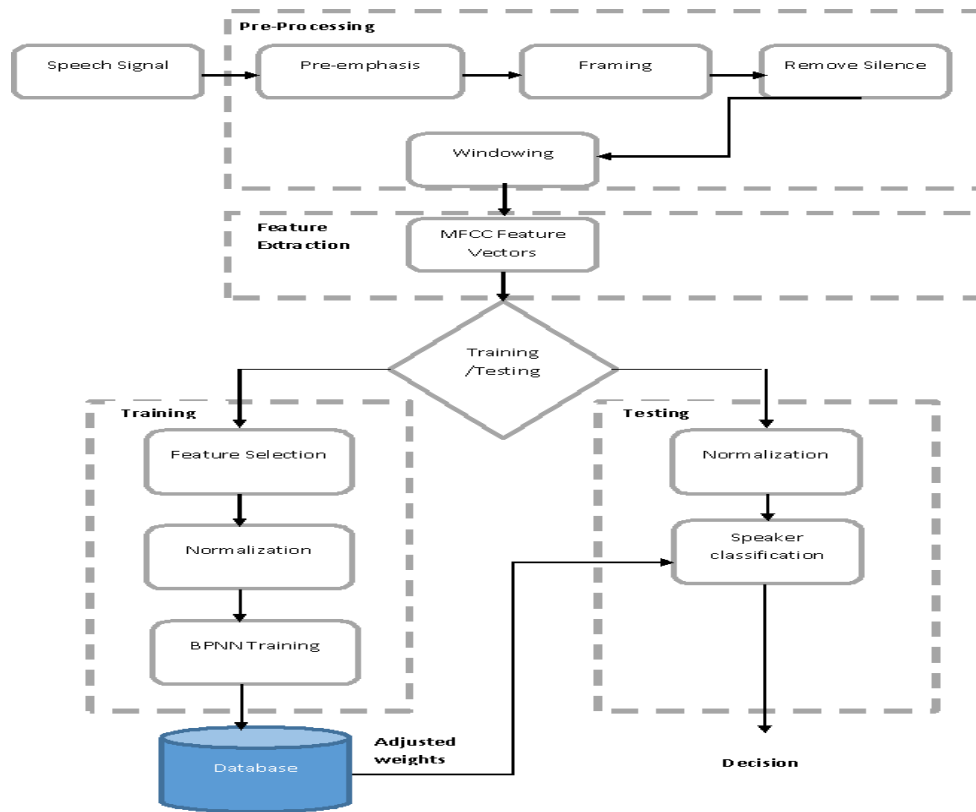 Pre-Processing
Speech Signal
Pre-emphasis
Framing
Remove Silence
Windowing
Feature
Extraction
MFCC Feature
Vectors
Training
/Testing
Training
Feature Selection
Normalization
BPNN Training
Database
Adjusted
weights
Testing
Normalization
Speaker
classification
Decision